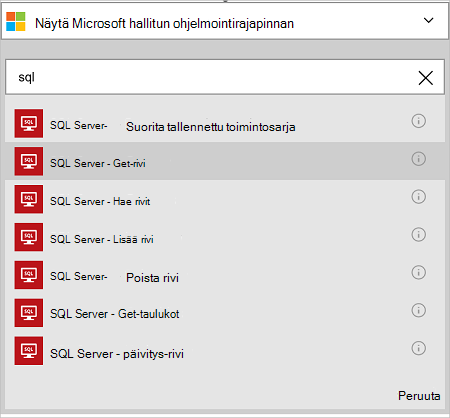 Näytä Microsoft hallitun ohjelmointirajapinnan
sql
SQL Server- Suorita tallennettu toimintosarja
SQL Server - Get-rivi
SQL Server - Hae rivit
SQL Server - Lisää rivi
SQL Server- Poista rivi
SQL Server - Get-taulukot
SQL Server - päivitys-rivi
Peruuta